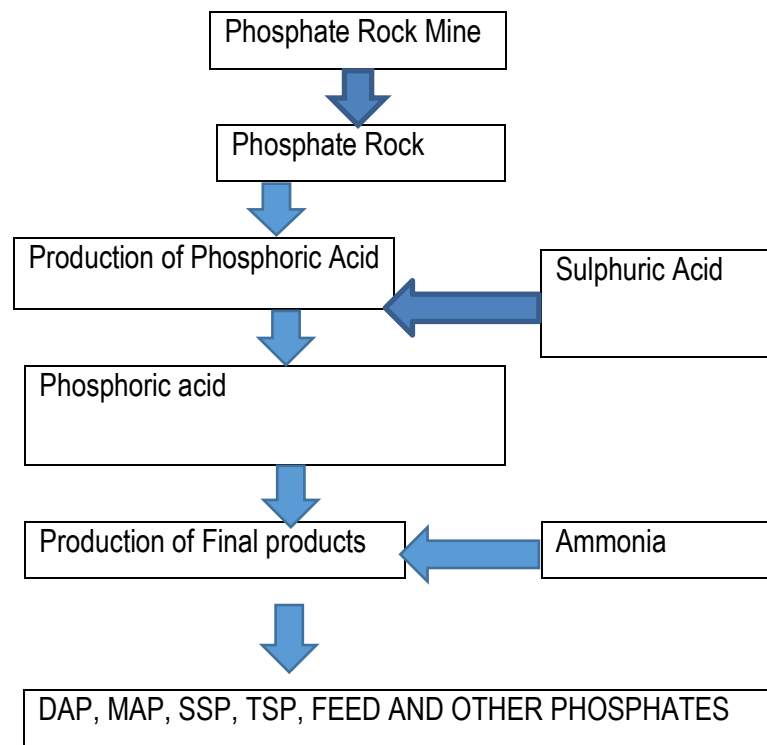 Phosphate Rock Mine
Phosphate Rock
Production of Phosphoric Acid
Sulphuric Acid
Phosphoric acid
Production of Final products
Ammonia
DAP, MAP, SSP, TSP, FEED AND OTHER PHOSPHATES